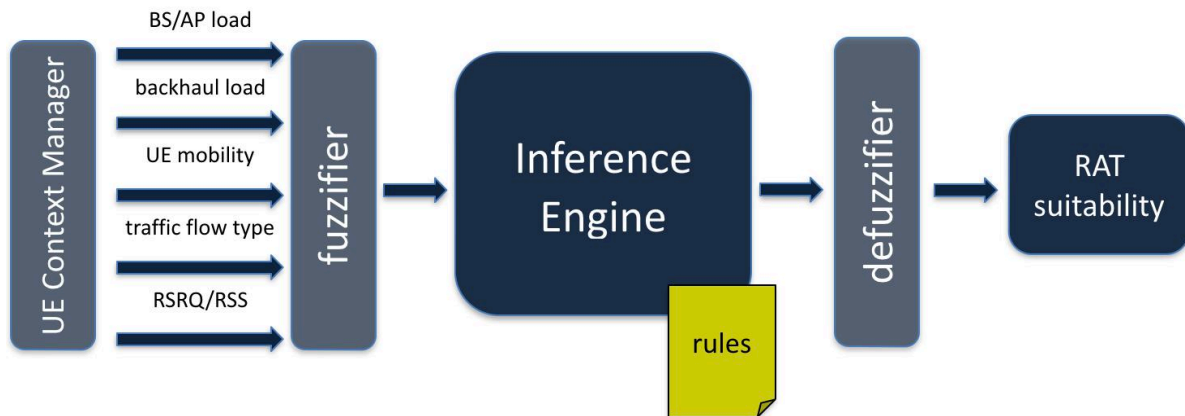 UE Context Manager
BS/AP load
backhaul load
UE mobility
traffic flow type
RSRQ/RSS
fuzzifier
Inference
Engine
rules
defuzzifier
RAT
suitability